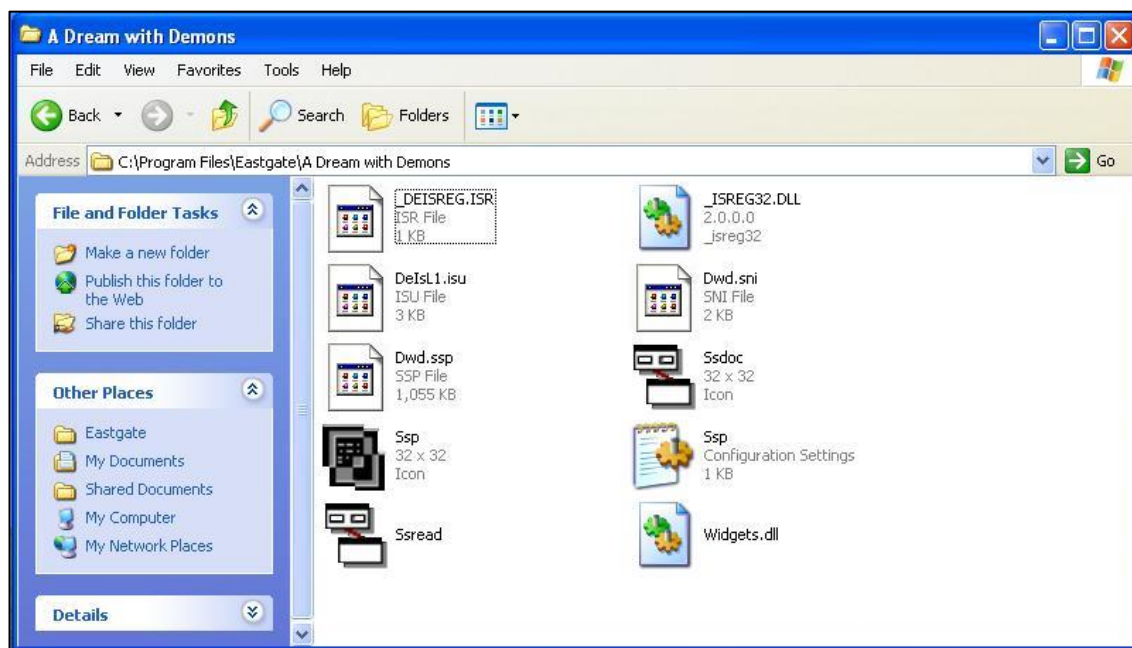 A Dream with Demons
File Edit View Favorites Tools Help
Back Search Folders
Address C:\Program Files\Eastgate\A Dream with Demons Go
File and Folder Tasks
Make a new folder
Publish this folder to
the Web
Share this folder
Other Places
Eastgate
My Documents
Shared Documents
My Computer
My Network Places
Details
_DEISREG.ISR
ISR File
1 KB
_ISREG32.DLL
2.0.0.0
_isreg32
DeIsL1.isu
ISU File
3 KB
Dwd.sni
SNI File
2 KB
Dwd.ssp
SSP File
1,055 KB
Ssdoc
32 x 32
Icon
Ssp
32 x 32
Icon
Ssp
Configuration Settings
1 KB
Ssread
Widgets.dll